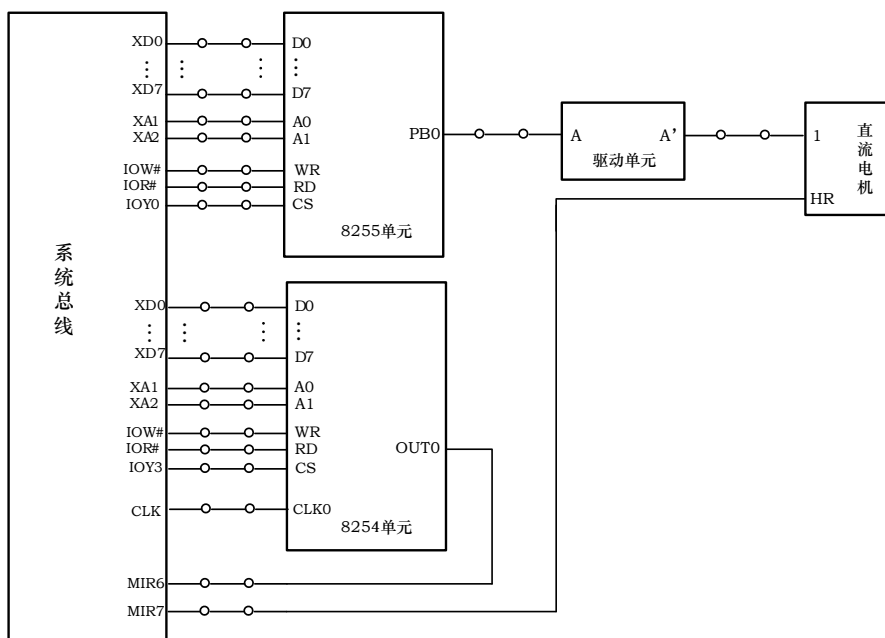 系统总线
XD0
XD7
XA1
XA2
IOW#
IOR#
IOY0
D0
D7
A0
A1
WR
RD
CS
PB0
8255单元
A A'
驱动单元
1
HR
直流电机
XD0
XD7
XA1
XA2
IOW#
IOR#
IOY3
CLK
D0
D7
A0
A1
WR
RD
CS
CLK0
OUT0
8254单元
MIR6
MIR7